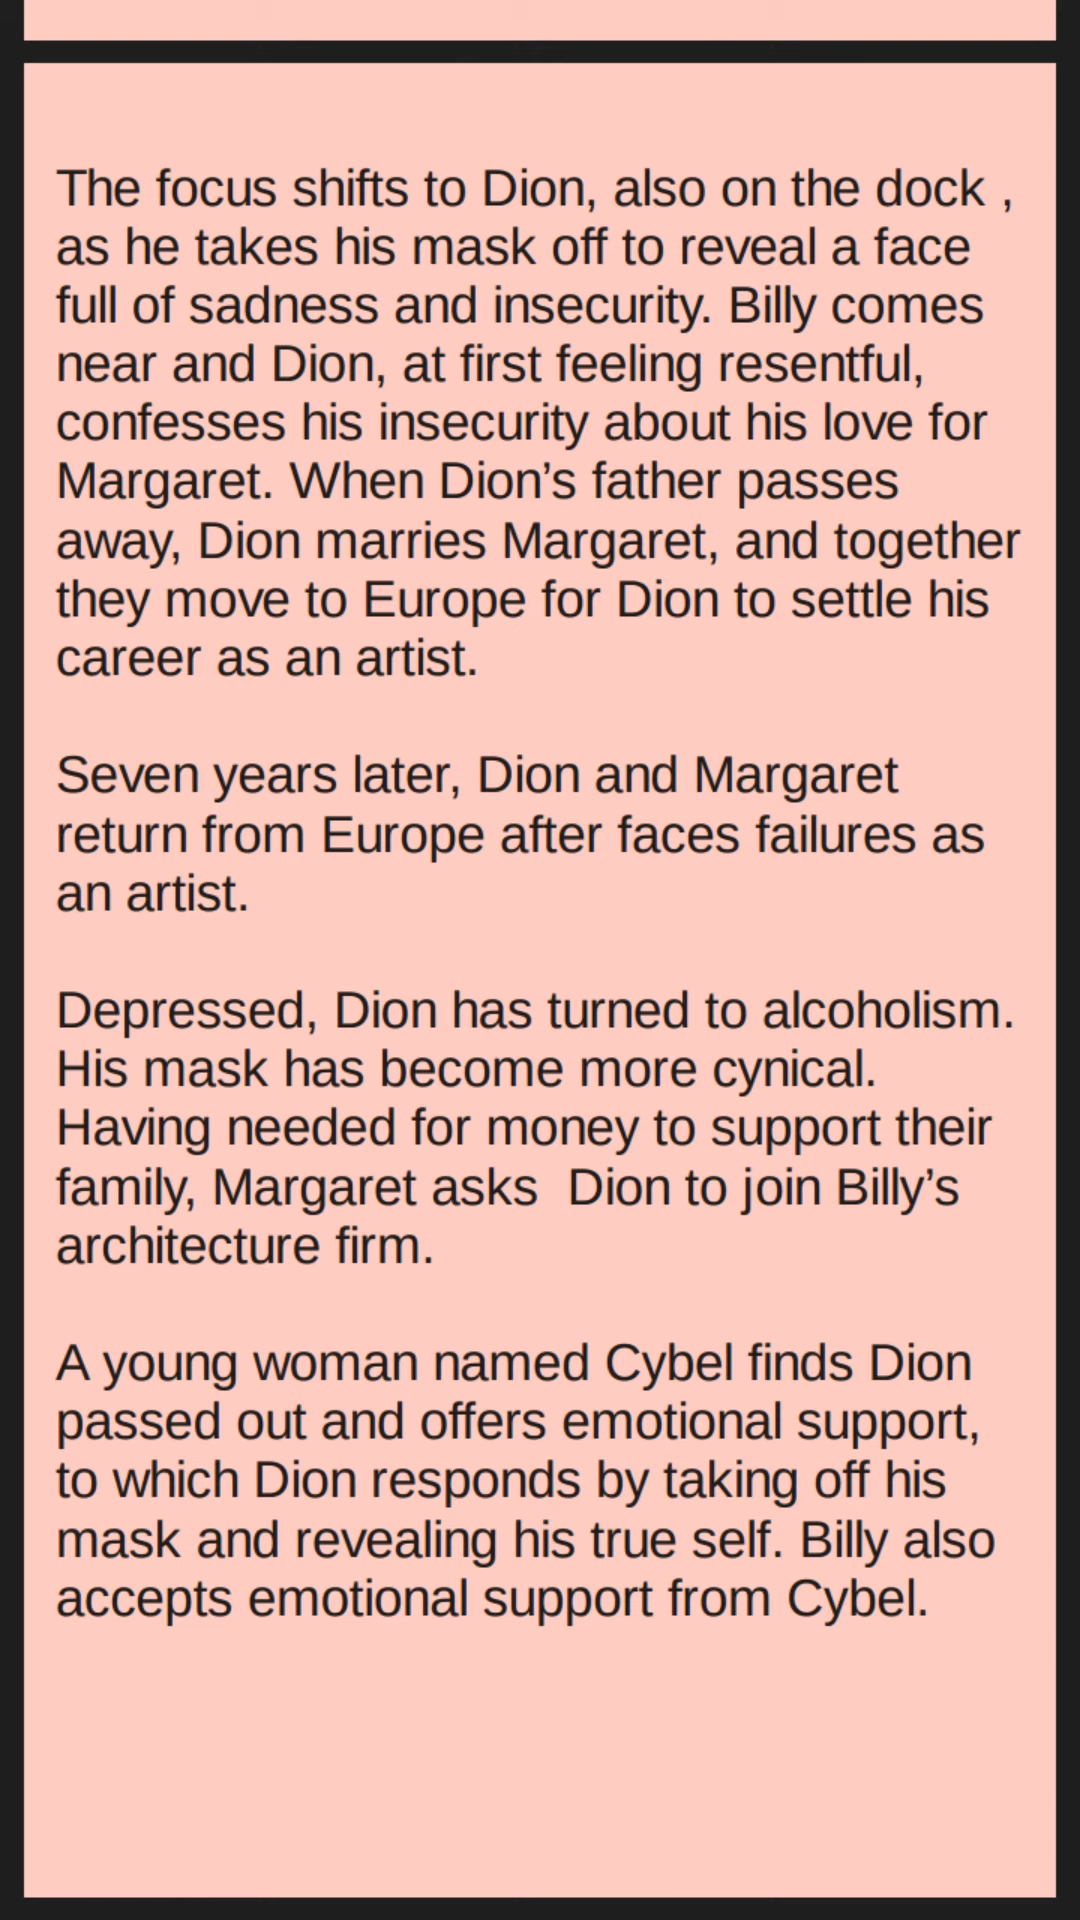 The focus shifts to Dion, also on the dock ,
as he takes his mask off to reveal a face
full of sadness and insecurity. Billy comes
near and Dion, at first feeling resentful,
confesses his insecurity about his love for
Margaret. When Dion’s father passes
away, Dion marries Margaret, and together
they move to Europe for Dion to settle his
career as an artist.
Seven years later, Dion and Margaret
return from Europe after faces failures as
an artist.
Depressed, Dion has turned to alcoholism.
His mask has become more cynical.
Having needed for money to support their
family, Margaret asks  Dion to join Billy’s
architecture firm.
A young woman named Cybel finds Dion
passed out and offers emotional support,
to which Dion responds by taking off his
mask and revealing his true self. Billy also
accepts emotional support from Cybel.